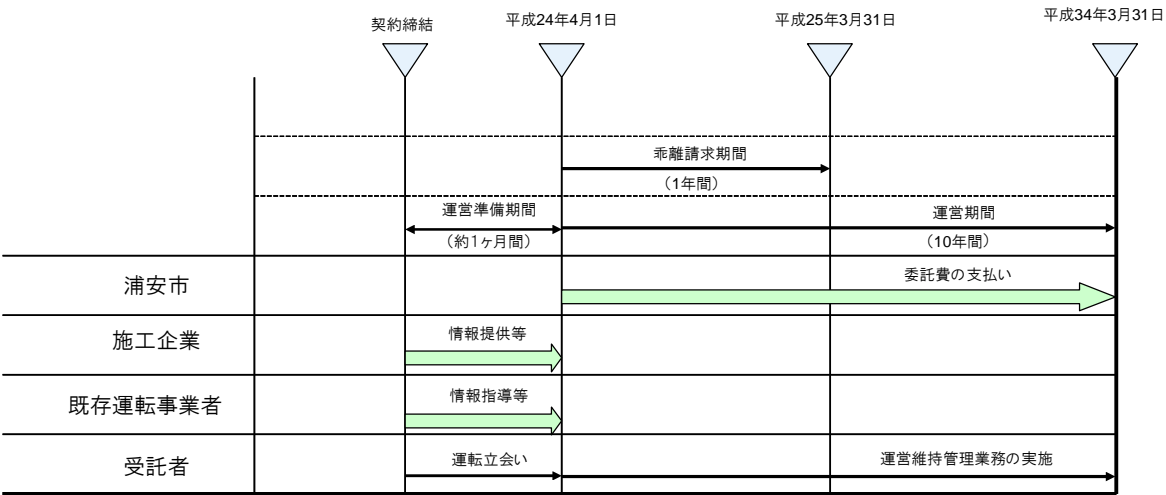 契約締結
平成24年4月1日
平成25年3月31日
平成34年3月31日
乖離請求期間
（1年間）
運営準備期間
運営期間
（約1ヶ月間）
（10年間）
浦安市
委託費の支払い
施工企業
情報提供等
既存運転事業者
情報指導等
受託者
運転立会い
運営維持管理業務の実施